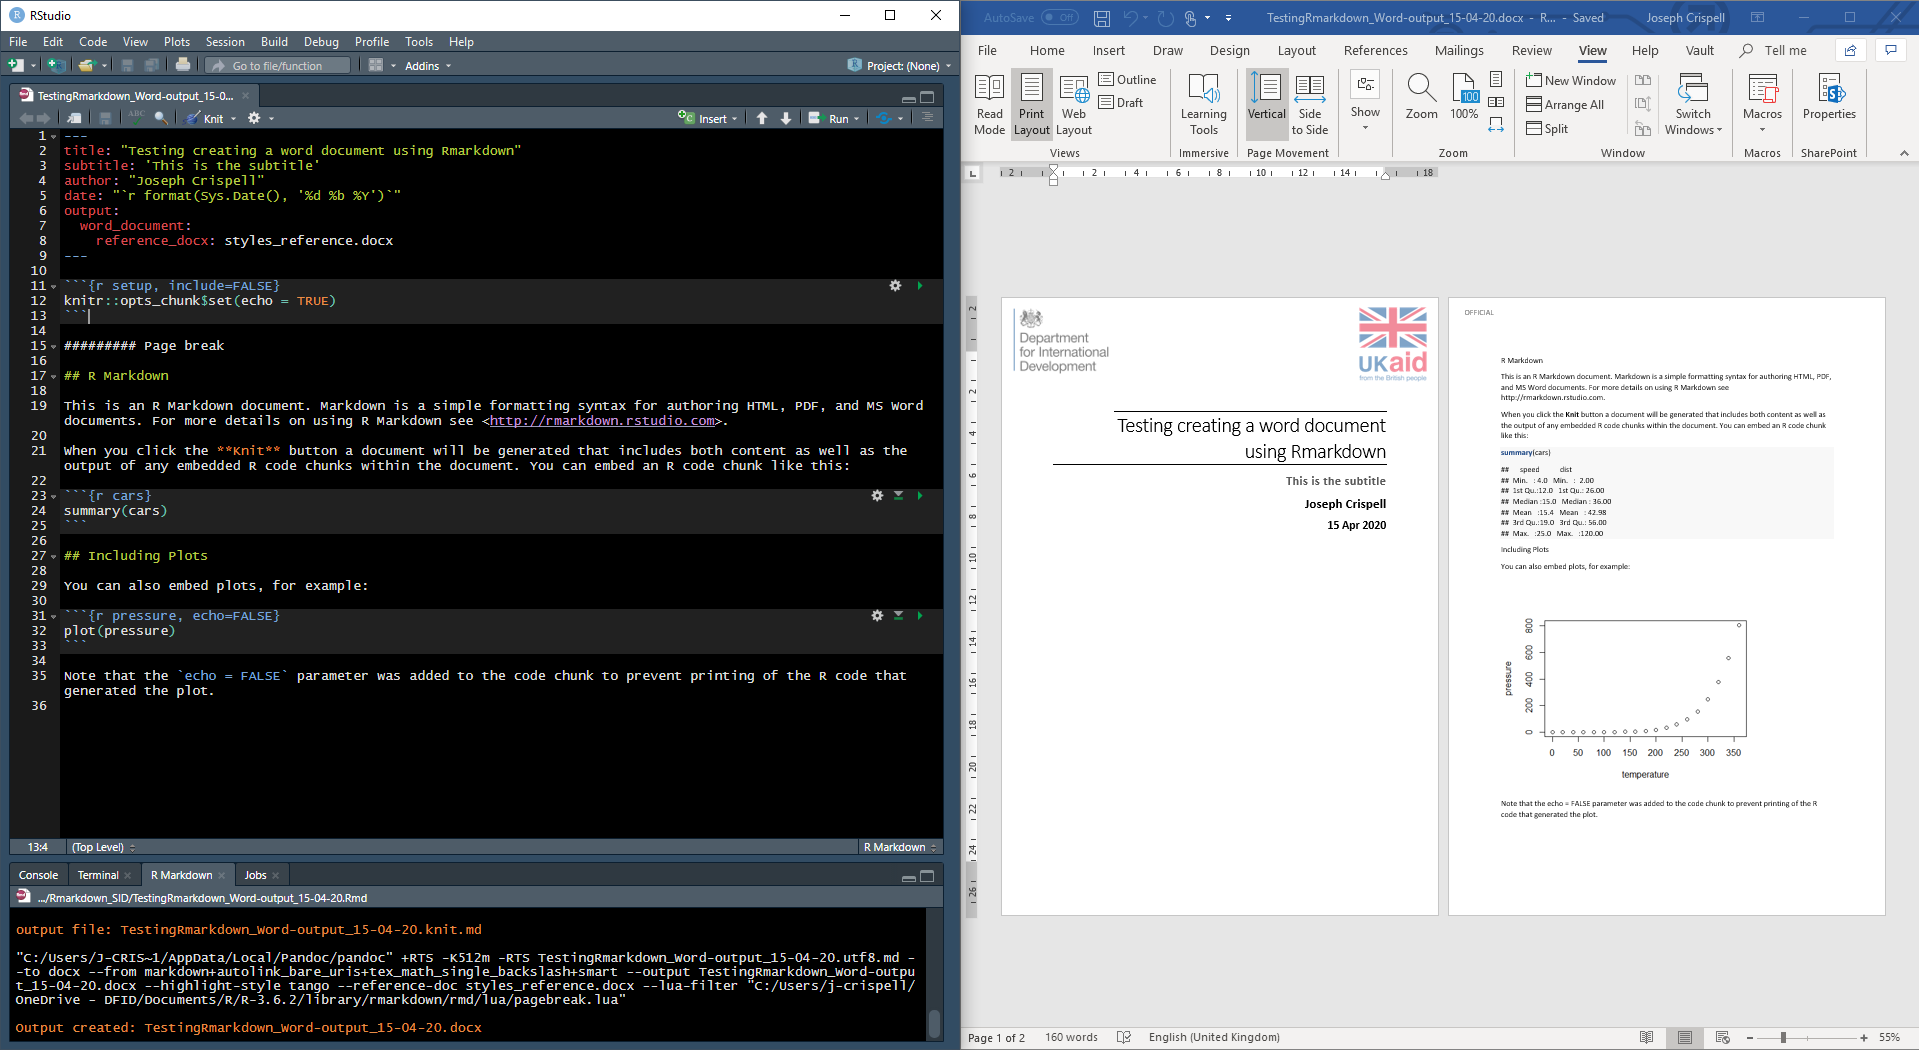 RStudio
File Edit Code View Plots Session Build Debug Profile Tools Help
Go to file/function Addins Project: (None)
TestingRmarkdown_Word-output_15-0...
ABC Knit Insert Run
1 ---
2 title: "Testing creating a word document using Rmarkdown"
3 subtitle: 'This is the subtitle'
4 author: "Joseph Crispell"
5 date: "`r format(Sys.Date(), '%d %b %Y')`"
6 output:
7 word_document:
8 reference_docx: styles_reference.docx
9 ---
10
11 ```{r setup, include=FALSE}
12 knitr::opts_chunk$set(echo = TRUE)
13 ```
14
15 ######### Page break
16
17 ## R Markdown
18
19 This is an R Markdown document. Markdown is a simple formatting syntax for authoring HTML, PDF, and MS Word
documents. For more details on using R Markdown see <http://rmarkdown.rstudio.com>.
20
21 When you click the **Knit** button a document will be generated that includes both content as well as the
output of any embedded R code chunks within the document. You can embed an R code chunk like this:
22
23 ```{r cars}
24 summary(cars)
25 ```
26
27 ## Including Plots
28
29 You can also embed plots, for example:
30
31 ```{r pressure, echo=FALSE}
32 plot(pressure)
33 ```
34
35 Note that the `echo = FALSE` parameter was added to the code chunk to prevent printing of the R code that
generated the plot.
36
13:4 (Top Level) R Markdown
Console Terminal R Markdown Jobs
.../Rmarkdown_SID/TestingRmarkdown_Word-output_15-04-20.Rmd
output file: TestingRmarkdown_Word-output_15-04-20.knit.md
"C:/Users/J-CRIS~1/AppData/Local/Pandoc/pandoc" +RTS -K512m -RTS TestingRmarkdown_Word-output_15-04-20.utf8.md -
-to docx --from markdown+autolink_bare_uris+tex_math_single_backslash+smart --output TestingRmarkdown_Word-outpu
t_15-04-20.docx --highlight-style tango --reference-doc styles_reference.docx --lua-filter "C:/Users/j-crispell/
OneDrive - DFID/Documents/R/R-3.6.2/library/rmarkdown/rmd/lua/pagebreak.lua"
Output created: TestingRmarkdown_Word-output_15-04-20.docx
AutoSave Off TestingRmarkdown_Word-output_15-04-20.docx - R... - Saved Joseph Crispell
File Home Insert Draw Design Layout References Mailings Review View Help Vault Tell me
Read Mode
Print Layout
Web Layout
Outline
Draft
Views
Learning Tools
Immersive
Vertical
Side to Side
Page Movement
Show
Zoom
100
100%
Zoom
New Window
Arrange All
Split
Switch Windows
Window
Macros
Macros
Properties
SharePoint
L 2 2 4 6 8 10 12 14 18
2 2 4 6 8 10 12 14 16 18 20 22 24 26
Department
for International
Development
UKaid
from the British people
Testing creating a word document
using Rmarkdown
This is the subtitle
Joseph Crispell
15 Apr 2020
OFFICIAL
R Markdown
This is an R Markdown document. Markdown is a simple formatting syntax for authoring HTML, PDF,
and MS Word documents. For more details on using R Markdown see
http://rmarkdown.rstudio.com.
When you click the Knit button a document will be generated that includes both content as well as
the output of any embedded R code chunks within the document. You can embed an R code chunk
like this:
summary(cars)
## speed dist
## Min. : 4.0 Min. : 2.00
## 1st Qu.:12.0 1st Qu.: 26.00
## Median :15.0 Median : 36.00
## Mean :15.4 Mean : 42.98
## 3rd Qu.:19.0 3rd Qu.: 56.00
## Max. :25.0 Max. :120.00
Including Plots
You can also embed plots, for example:
pressure
800
600
400
200
0
0 50 100 150 200 250 300 350
temperature
Note that the echo = FALSE parameter was added to the code chunk to prevent printing of the R
code that generated the plot.
Page 1 of 2 160 words English (United Kingdom) 55%